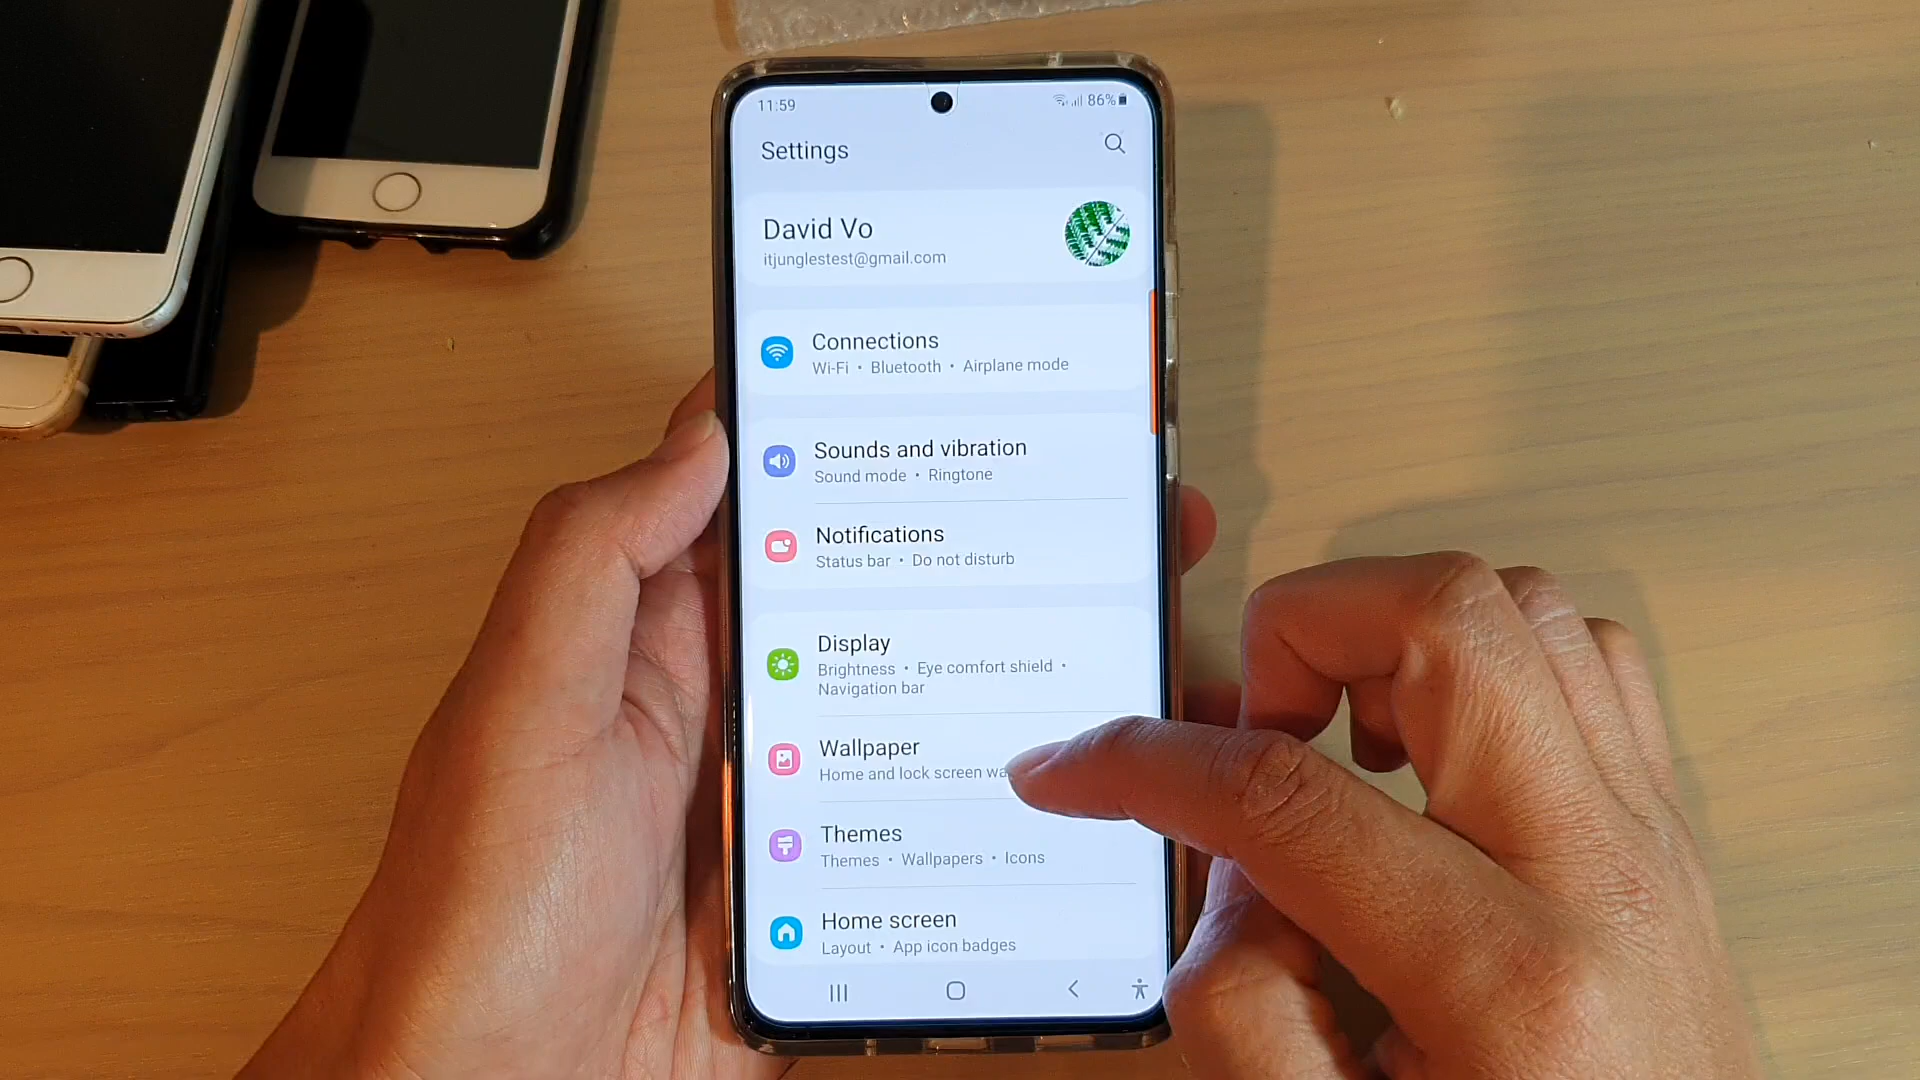 11:59
86%
Settings
David Vo
itjunglestest@gmail.com
Connections
Wi-Fi • Bluetooth • Airplane mode
Sounds and vibration
Sound mode • Ringtone
Notifications
Status bar • Do not disturb
Display
Brightness • Eye comfort shield •
Navigation bar
Wallpaper
Home and lock screen
Themes
Themes • Wallpapers • Icons
Home screen
Layout • App icon badges